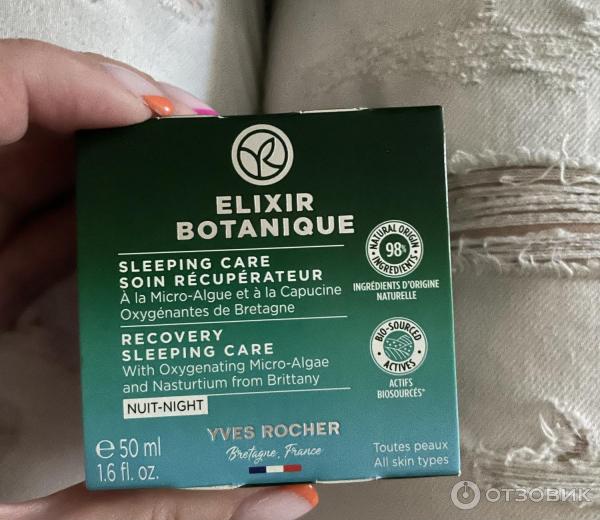 ELIXIR
BOTANIQUE
SLEEPING CARE
SOIN RÉCUPÉRATEUR
À la Micro-Algue et à la Capucine
Oxygénantes de Bretagne
RECOVERY
SLEEPING CARE
With Oxygenating Micro-Algae
and Nasturtium from Brittany
NUIT-NIGHT
NATURAL ORIGIN
98%
INGREDIENTS
INGRÉDIENTS D'ORIGINE
NATURELLE
BIO-SOURCED
ACTIVES
ACTIFS
BIOSOURCÉS*
YVES ROCHER
Bretagne, France
℮ 50 ml
1.6 fl. oz.
Toutes peaux
All skin types
ОТЗОВИК